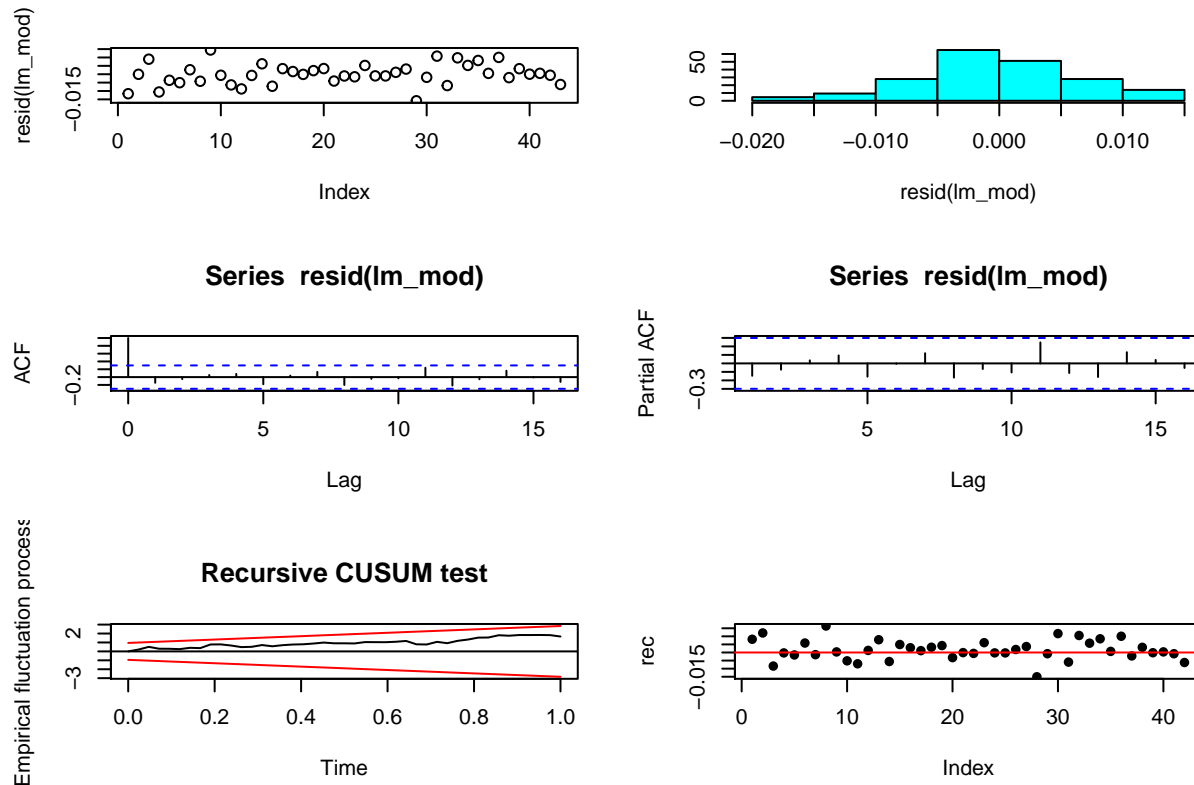 resid(lm_mod)
−0.015
0 10 20 30 40
Index
0 50
−0.020 −0.010 0.000 0.010
resid(lm_mod)
Series resid(lm_mod)
ACF
−0.2
0 5 10 15
Lag
Series resid(lm_mod)
Partial ACF
−0.3
5 10 15
Lag
Recursive CUSUM test
Empirical fluctuation process
−3 2
0.0 0.2 0.4 0.6 0.8 1.0
Time
rec
−0.015
0 10 20 30 40
Index